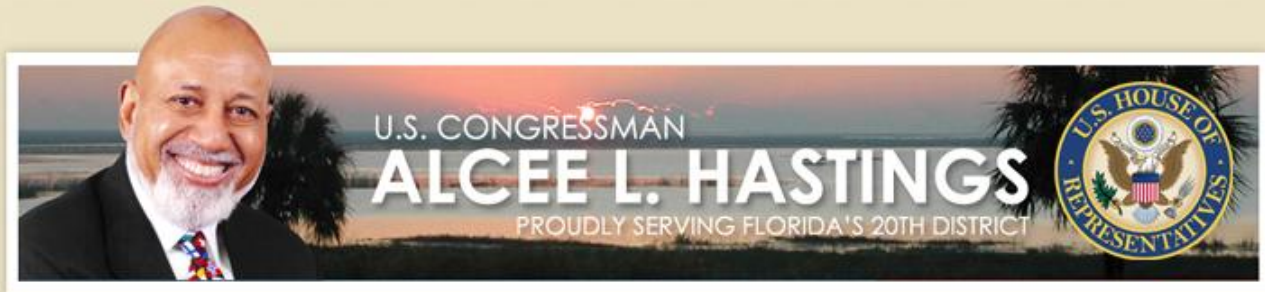 U.S. CONGRESSMAN
ALCEE L. HASTINGS
PROUDLY SERVING FLORIDA'S 20TH DISTRICT
U.S. HOUSE OF
REPRESENTATIVES